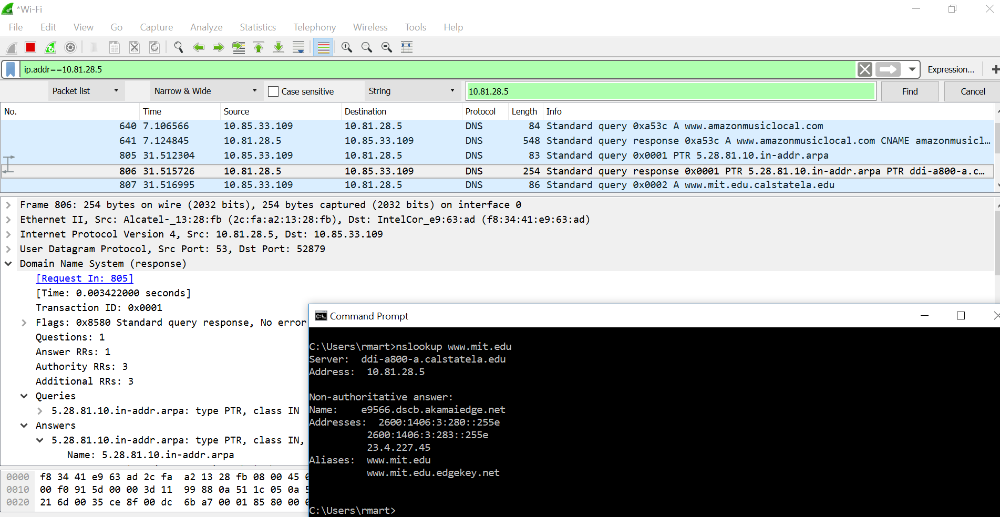 *Wi-Fi
File Edit View Go Capture Analyze Statistics Telephony Wireless Tools Help
ip.addr==10.81.28.5 Expression... +
Packet list Narrow & Wide Case sensitive String 10.81.28.5 Find Cancel
No. Time Source Destination Protocol Length Info
640 7.106566 10.85.33.109 10.81.28.5 DNS 84 Standard query 0xa53c A www.amazonmusiclocal.com
641 7.124845 10.81.28.5 10.85.33.109 DNS 548 Standard query response 0xa53c A www.amazonmusiclocal.com CNAME amazonmusicl...
805 31.512304 10.85.33.109 10.81.28.5 DNS 83 Standard query 0x0001 PTR 5.28.81.10.in-addr.arpa
806 31.515726 10.81.28.5 10.85.33.109 DNS 254 Standard query response 0x0001 PTR 5.28.81.10.in-addr.arpa PTR ddi-a800-a.c...
807 31.516995 10.85.33.109 10.81.28.5 DNS 86 Standard query 0x0002 A www.mit.edu.calstatela.edu
Frame 806: 254 bytes on wire (2032 bits), 254 bytes captured (2032 bits) on interface 0
Ethernet II, Src: Alcatel-_13:28:fb (2c:fa:a2:13:28:fb), Dst: IntelCor_e9:63:ad (f8:34:41:e9:63:ad)
Internet Protocol Version 4, Src: 10.81.28.5, Dst: 10.85.33.109
User Datagram Protocol, Src Port: 53, Dst Port: 52879
Domain Name System (response)
[Request In: 805]
[Time: 0.003422000 seconds]
Transaction ID: 0x0001
Flags: 0x8580 Standard query response, No error
Questions: 1
Answer RRs: 1
Authority RRs: 3
Additional RRs: 3
Queries
5.28.81.10.in-addr.arpa: type PTR, class IN
Answers
5.28.81.10.in-addr.arpa: type PTR, class IN,
Name: 5.28.81.10.in-addr.arpa
0000 f8 34 41 e9 63 ad 2c fa a2 13 28 fb 08 00 45
0010 00 f0 91 5d 00 00 3d 11 99 88 0a 51 1c 05 0a
0020 21 6d 00 35 ce 8f 00 dc 6b a7 00 01 85 80 00
Command Prompt
C:\Users\rmart>nslookup www.mit.edu
Server: ddi-a800-a.calstatela.edu
Address: 10.81.28.5
Non-authoritative answer:
Name: e9566.dscb.akamaiedge.net
Addresses: 2600:1406:3:280::255e
2600:1406:3:283::255e
23.4.227.45
Aliases: www.mit.edu
www.mit.edu.edgekey.net
C:\Users\rmart>